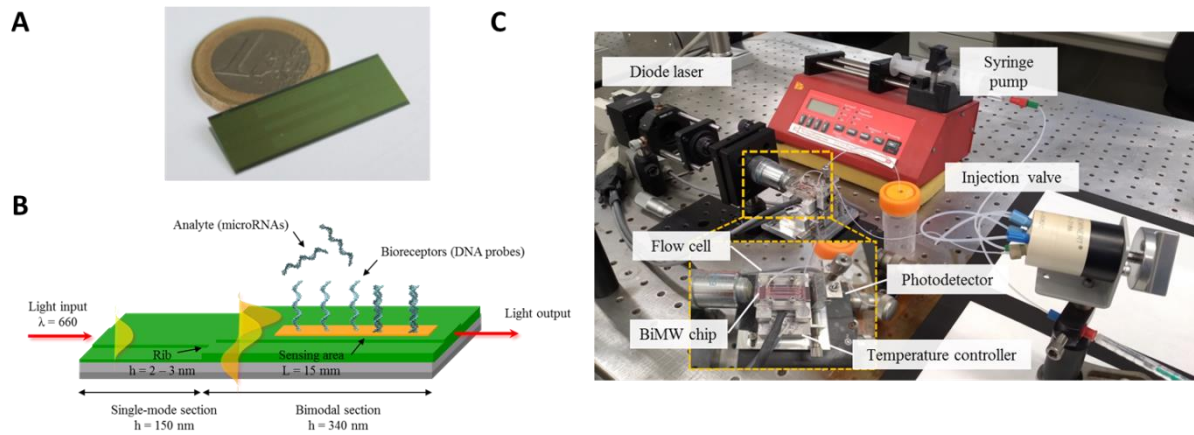 A
B
Analyte (microRNAs)
Bioreceptors (DNA probes)
Light input
λ = 660
Light output
Rib
h = 2 – 3 nm
Sensing area
L = 15 mm
Single-mode section
h = 150 nm
Bimodal section
h = 340 nm
C
Diode laser
Syringe
pump
Injection valve
Flow cell
Photodetector
BiMW chip
Temperature controller